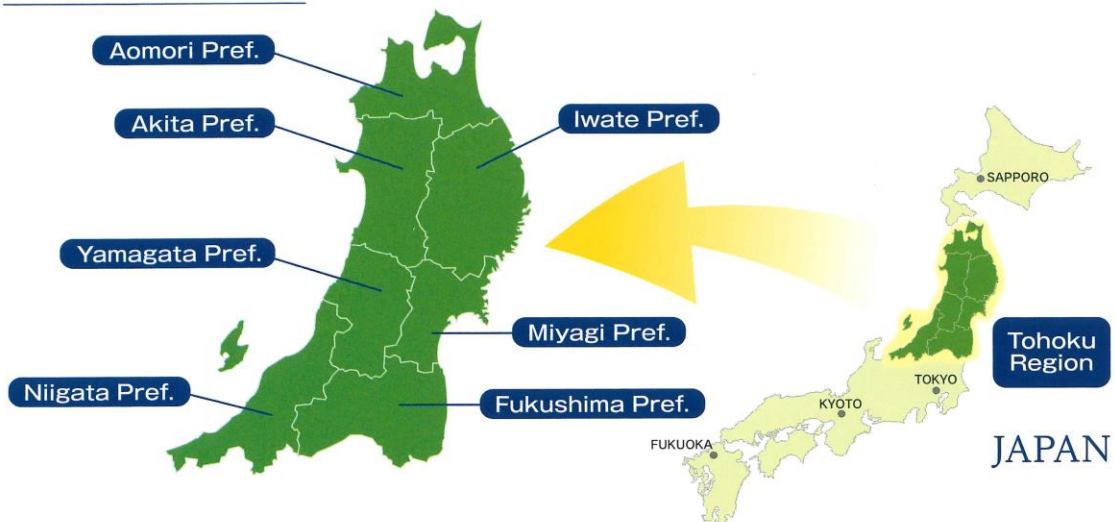 Aomori Pref.
Akita Pref.
Iwate Pref.
Yamagata Pref.
Miyagi Pref.
Niigata Pref.
Fukushima Pref.
SAPPORO
Tohoku
Region
TOKYO
KYOTO
FUKUOKA
JAPAN